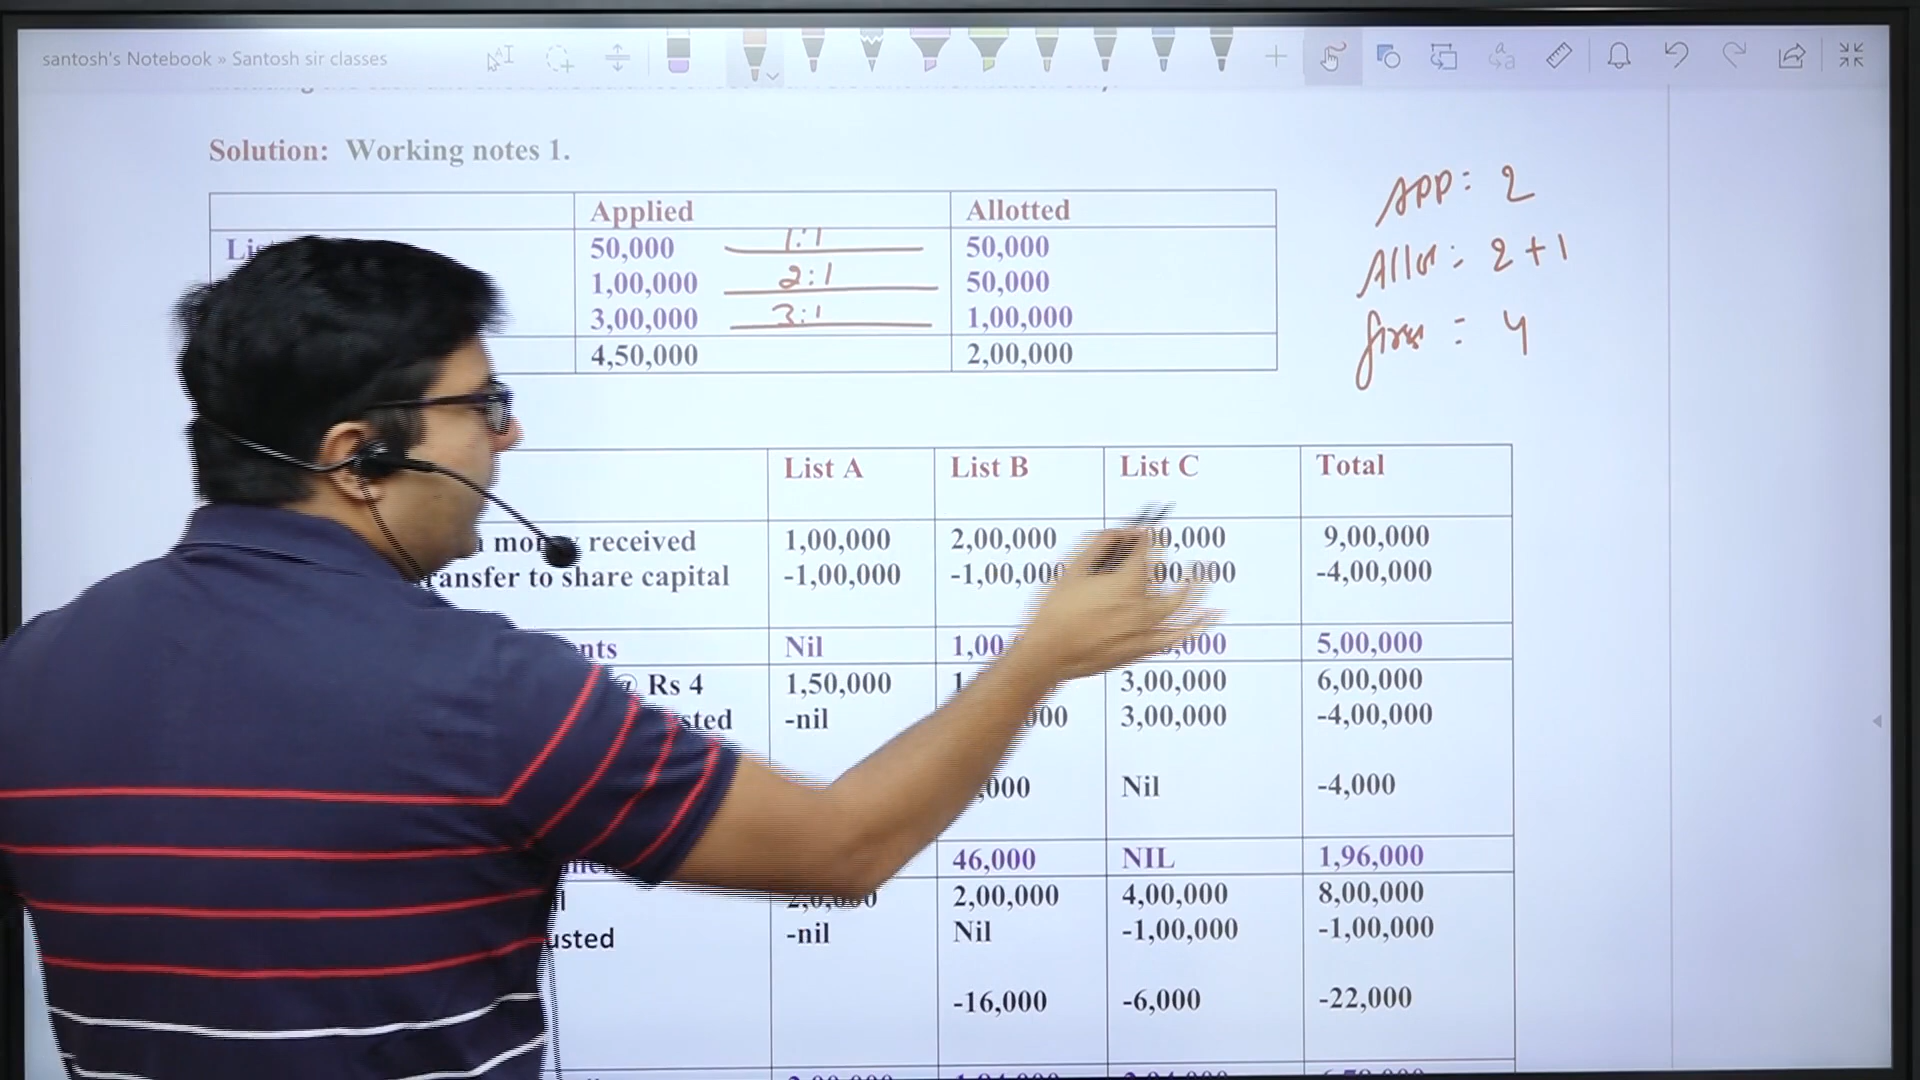 santosh's Notebook » Santosh sir classes
Solution: Working notes 1.
Applied Allotted
50,000 1:1 50,000
1,00,000 2:1 50,000
3,00,000 3:1 1,00,000
4,50,000 2,00,000
App: 2
Allot: 2+1
: 4
List A List B List C Total
received 1,00,000 2,00,000 9,00,000
to share capital -1,00,000 -4,00,000
Nil 5,00,000
Rs 4 1,50,000 3,00,000 6,00,000
-nil 3,00,000 -4,00,000
Nil -4,000
46,000 NIL 1,96,000
2,00,000 4,00,000 8,00,000
-nil Nil -1,00,000 -1,00,000
-16,000 -6,000 -22,000